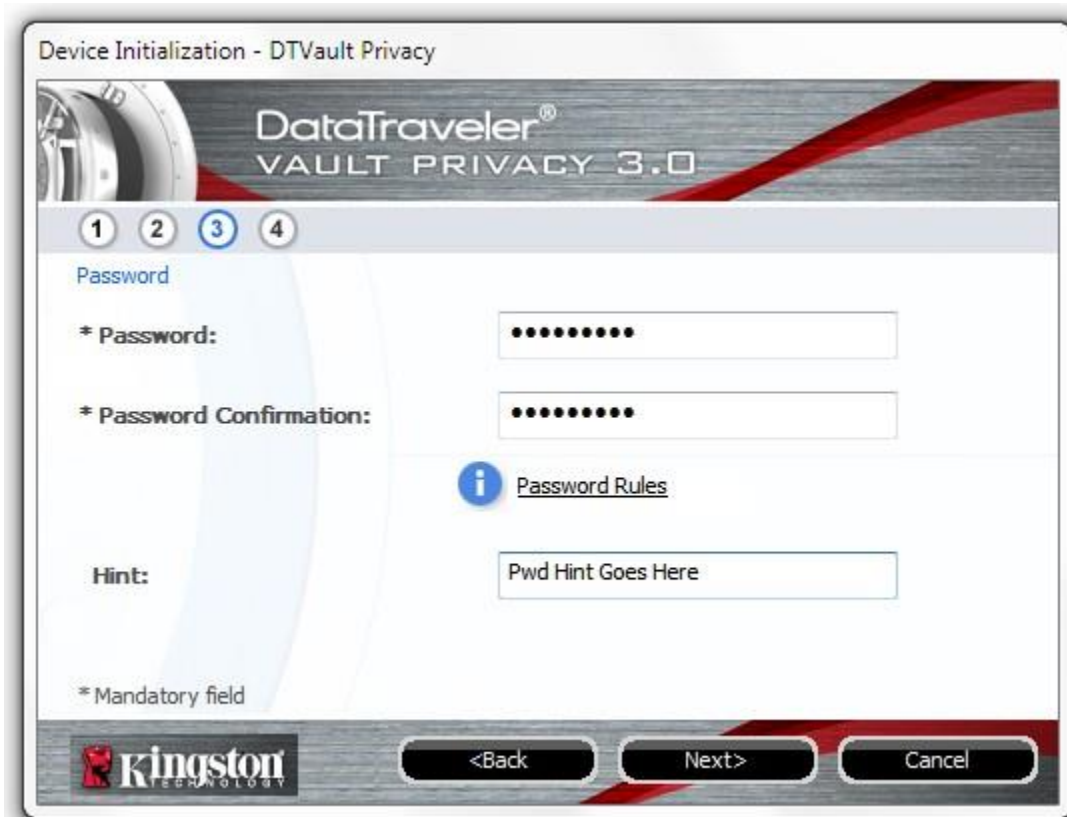 Device Initialization - DTVault Privacy
DataTraveler®
VAULT PRIVACY 3.0
1 2 3 4
Password
* Password: •••••••••
* Password Confirmation: •••••••••
i Password Rules
Hint: Pwd Hint Goes Here
* Mandatory field
Kingston
TECHNOLOGY
<Back Next> Cancel